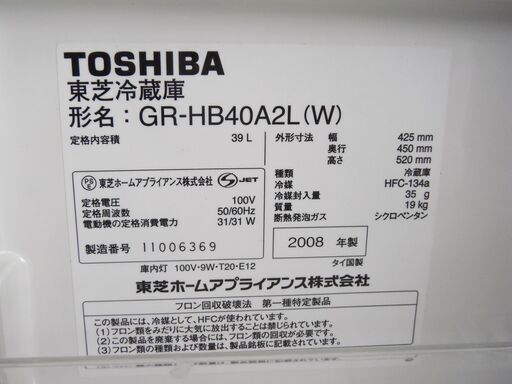 TOSHIBA
東芝冷蔵庫
形名：GR-HB40A2L(W)
定格内容積 39 L
外形寸法 幅 425 mm
奥行 450 mm
高さ 520 mm
PS E 東芝ホームアプライアンス株式会社 JET
定格電圧 100V
定格周波数 50/60Hz
電動機の定格消費電力 31/31 W
種類 冷蔵庫
冷媒 HFC-134a
冷媒封入量 35 g
質量 19 kg
断熱発泡ガス シクロペンタン
製造番号 11006369
2008 年製
庫内灯 100V・9W・T20・E12
タイ国製
東芝ホームアプライアンス株式会社
フロン回収破壊法 第一種特定製品
この製品には、冷媒として、HFCが使われています。
(1)フロン類をみだりに大気に放出することは禁じられています。
(2)この製品を廃棄する場合には、フロン類の回収が必要です。
(3)フロン類の種類および数量は、製品銘板に記載されています。